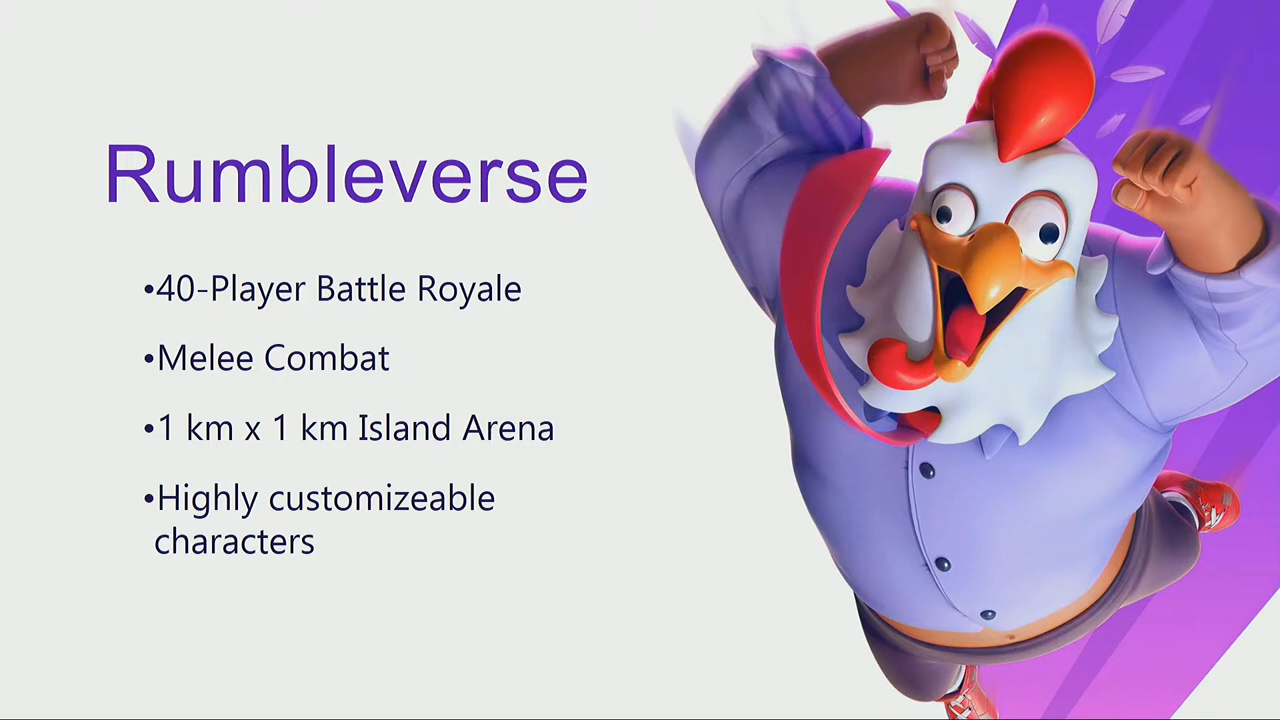 Rumbleverse
•40-Player Battle Royale
•Melee Combat
•1 km x 1 km Island Arena
•Highly customizeable
characters